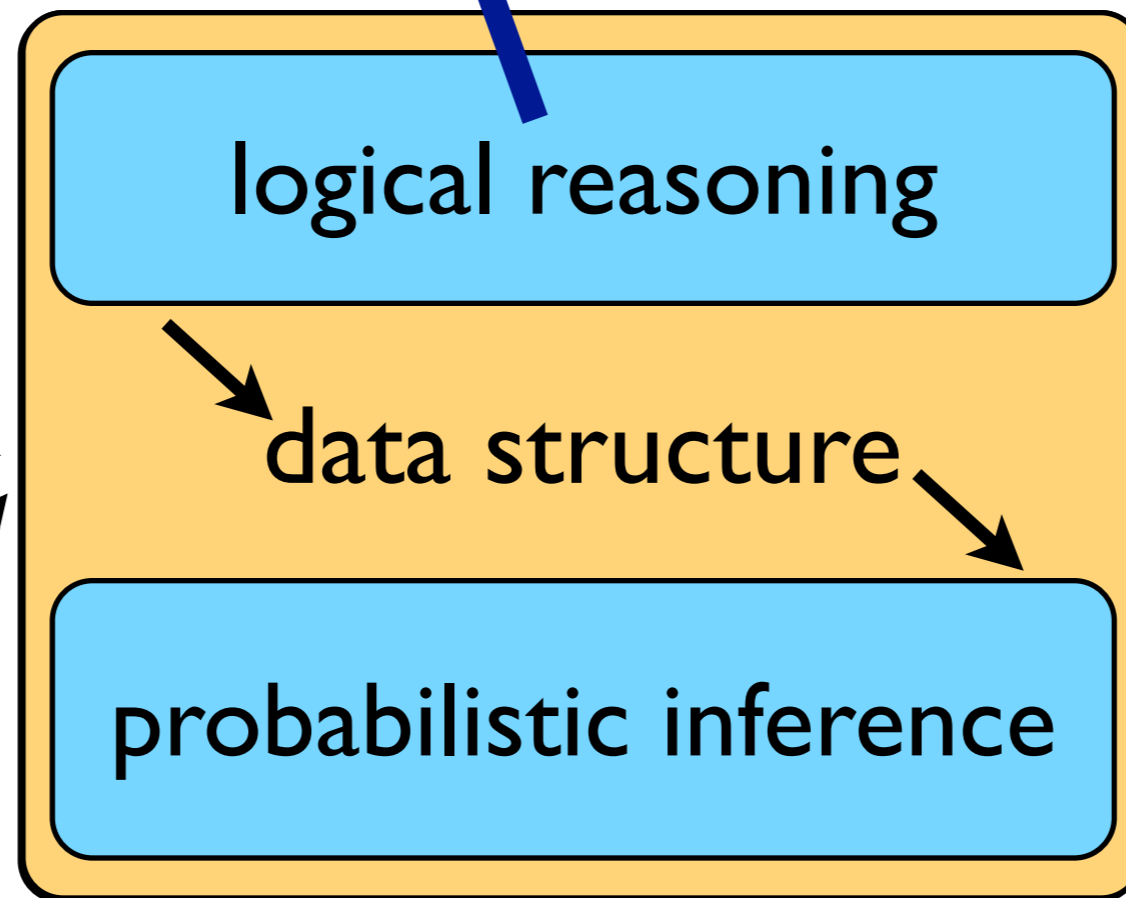 logical reasoning
data structure
probabilistic inference